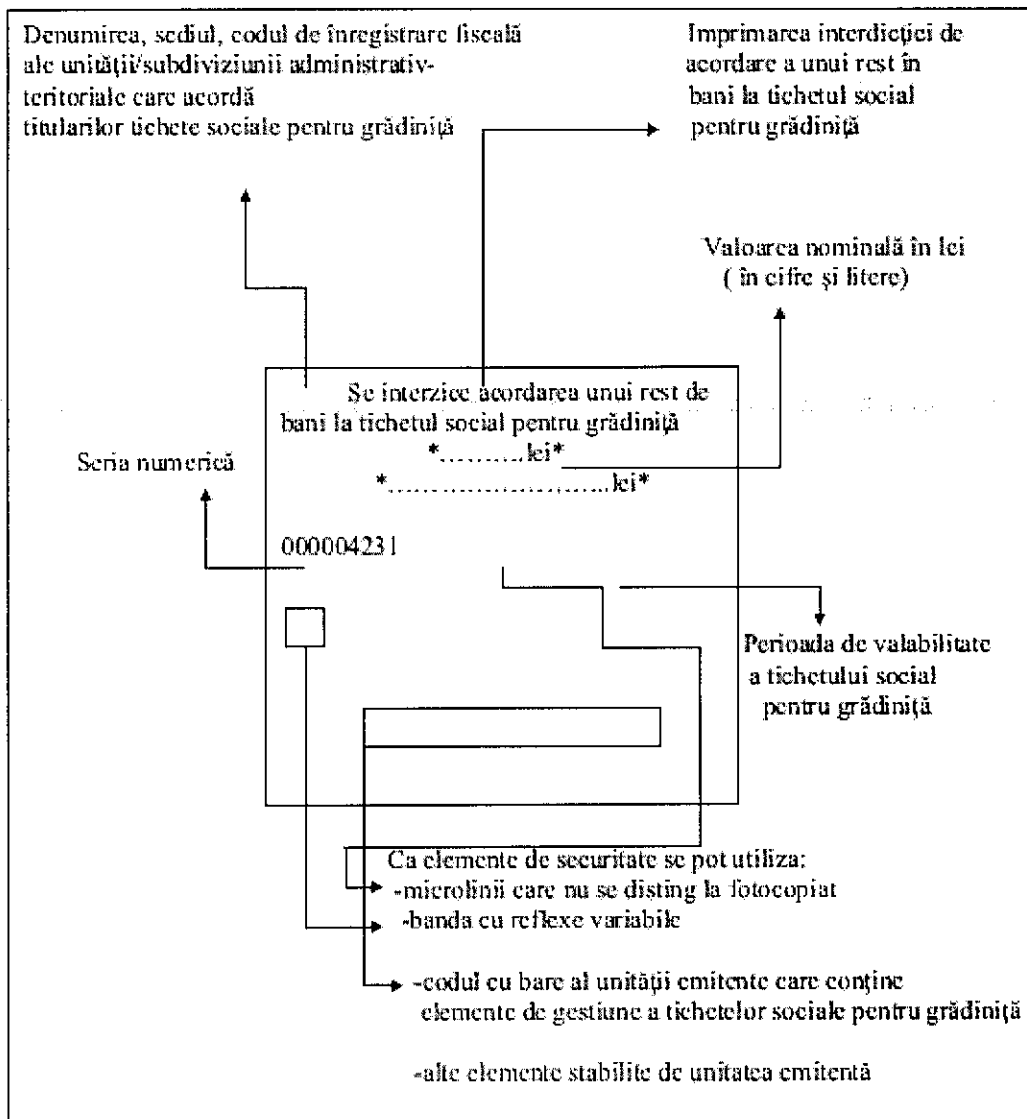 Denumirea, sediul, codul de înregistrare fiscală
ale unității/subdiviziunii administrativ-
teritoriale care acordă
titularilor tichete sociale pentru grădiniță
Imprimarea interdicției de
acordare a unui rest în
bani la tichetul social
pentru grădiniță
Valoarea nominală în lei
( în cifre și litere)
Se interzice acordarea unui rest de
bani la tichetul social pentru grădiniță
*..........lei*
*..........................lei*
Seria numerică
000004231
Perioada de valabilitate
a tichetului social
pentru grădiniță
Ca elemente de securitate se pot utiliza:
-microlinii care nu se disting la fotocopiat
-banda cu reflexe variabile
-codul cu bare al unității emitente care conține
elemente de gestiune a tichetelor sociale pentru grădiniță
-alte elemente stabilite de unitatea emitentă